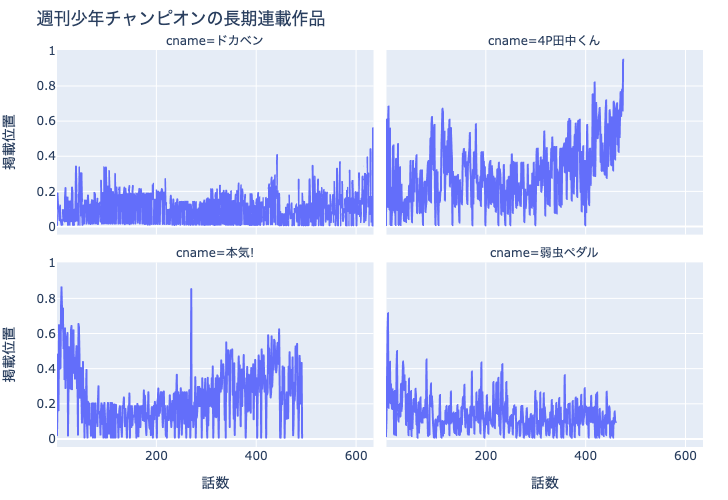 週刊少年チャンピオンの長期連載作品
cname=ドカベン
cname=4P田中くん
掲載位置
1
0.8
0.6
0.4
0.2
0
cname=本気!
cname=弱虫ペダル
掲載位置
1
0.8
0.6
0.4
0.2
0
200
400
600
200
400
600
話数
話数